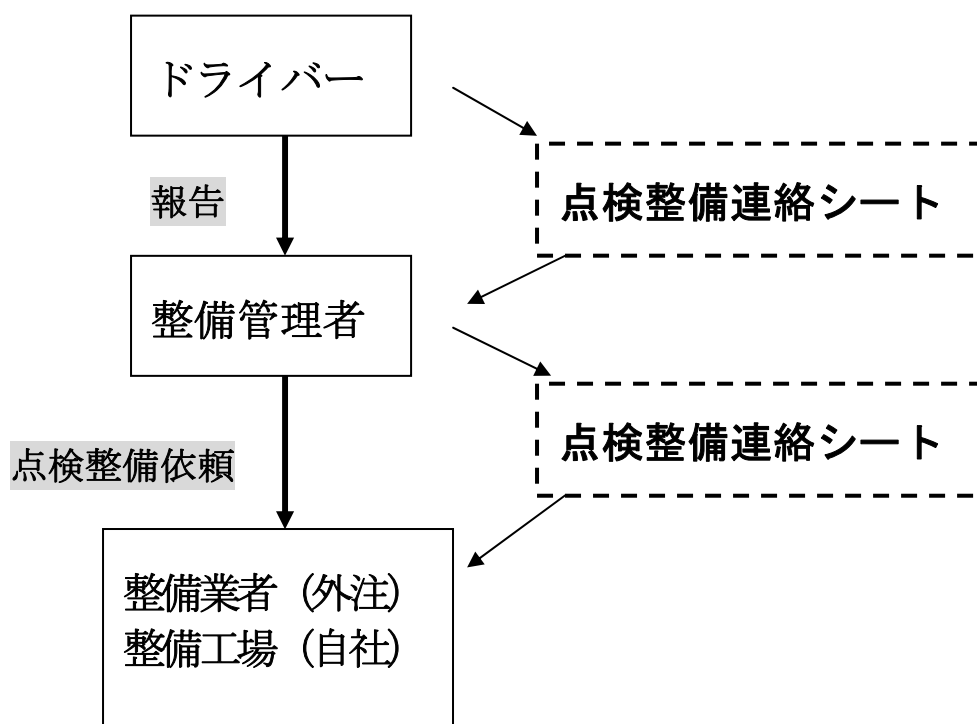 ドライバー
点検整備連絡シート
報告
整備管理者
点検整備連絡シート
点検整備依頼
整備業者（外注）
整備工場（自社）